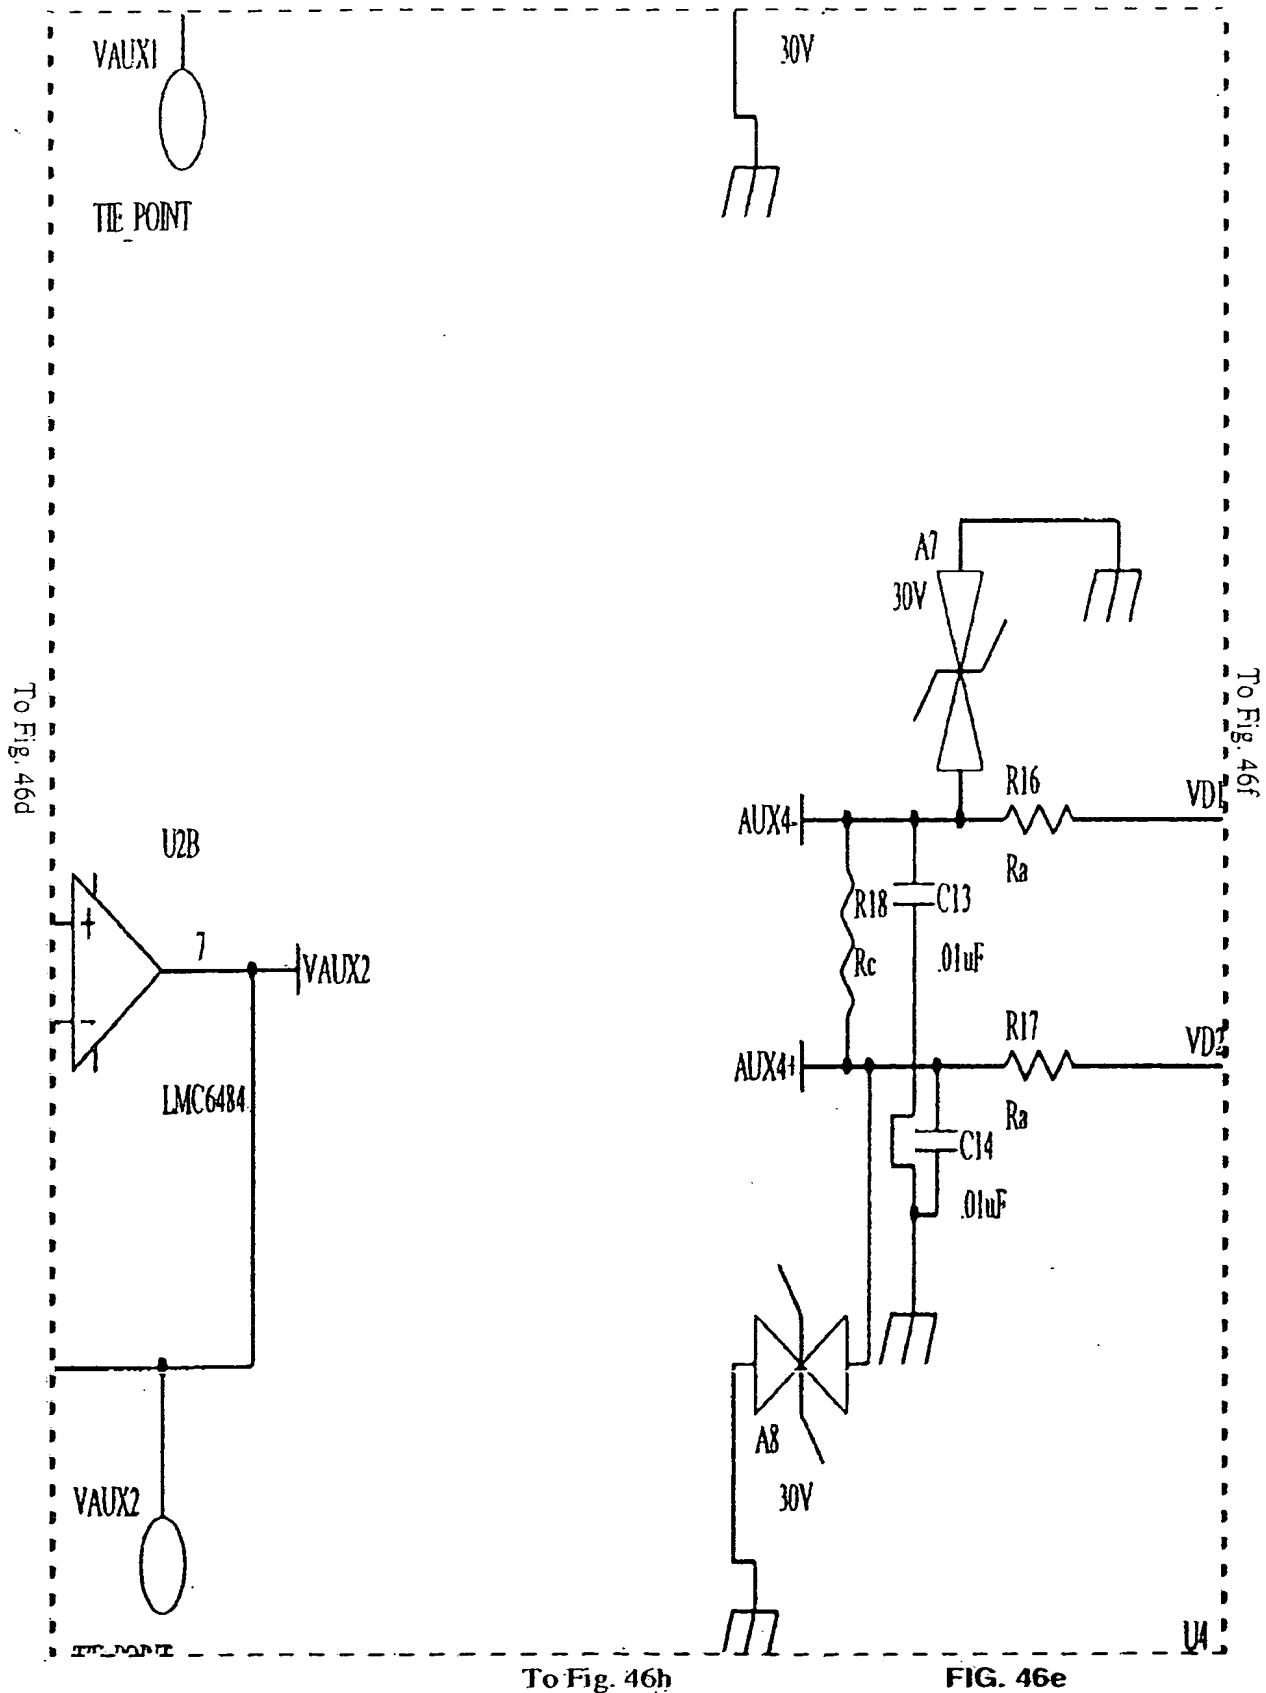 VAUX1
30V
TIE_POINT
A7
30V
To Fig. 46d
To Fig. 46f
R16
VD1
AUX4-
U2B
Ra
R18
C13
7
VAUX2
Rc
.01uF
R17
VD2
AUX4+
LMC6484
Ra
C14
.01uF
A8
30V
VAUX2
TIE_POINT
U4
To Fig. 46h
FIG. 46e